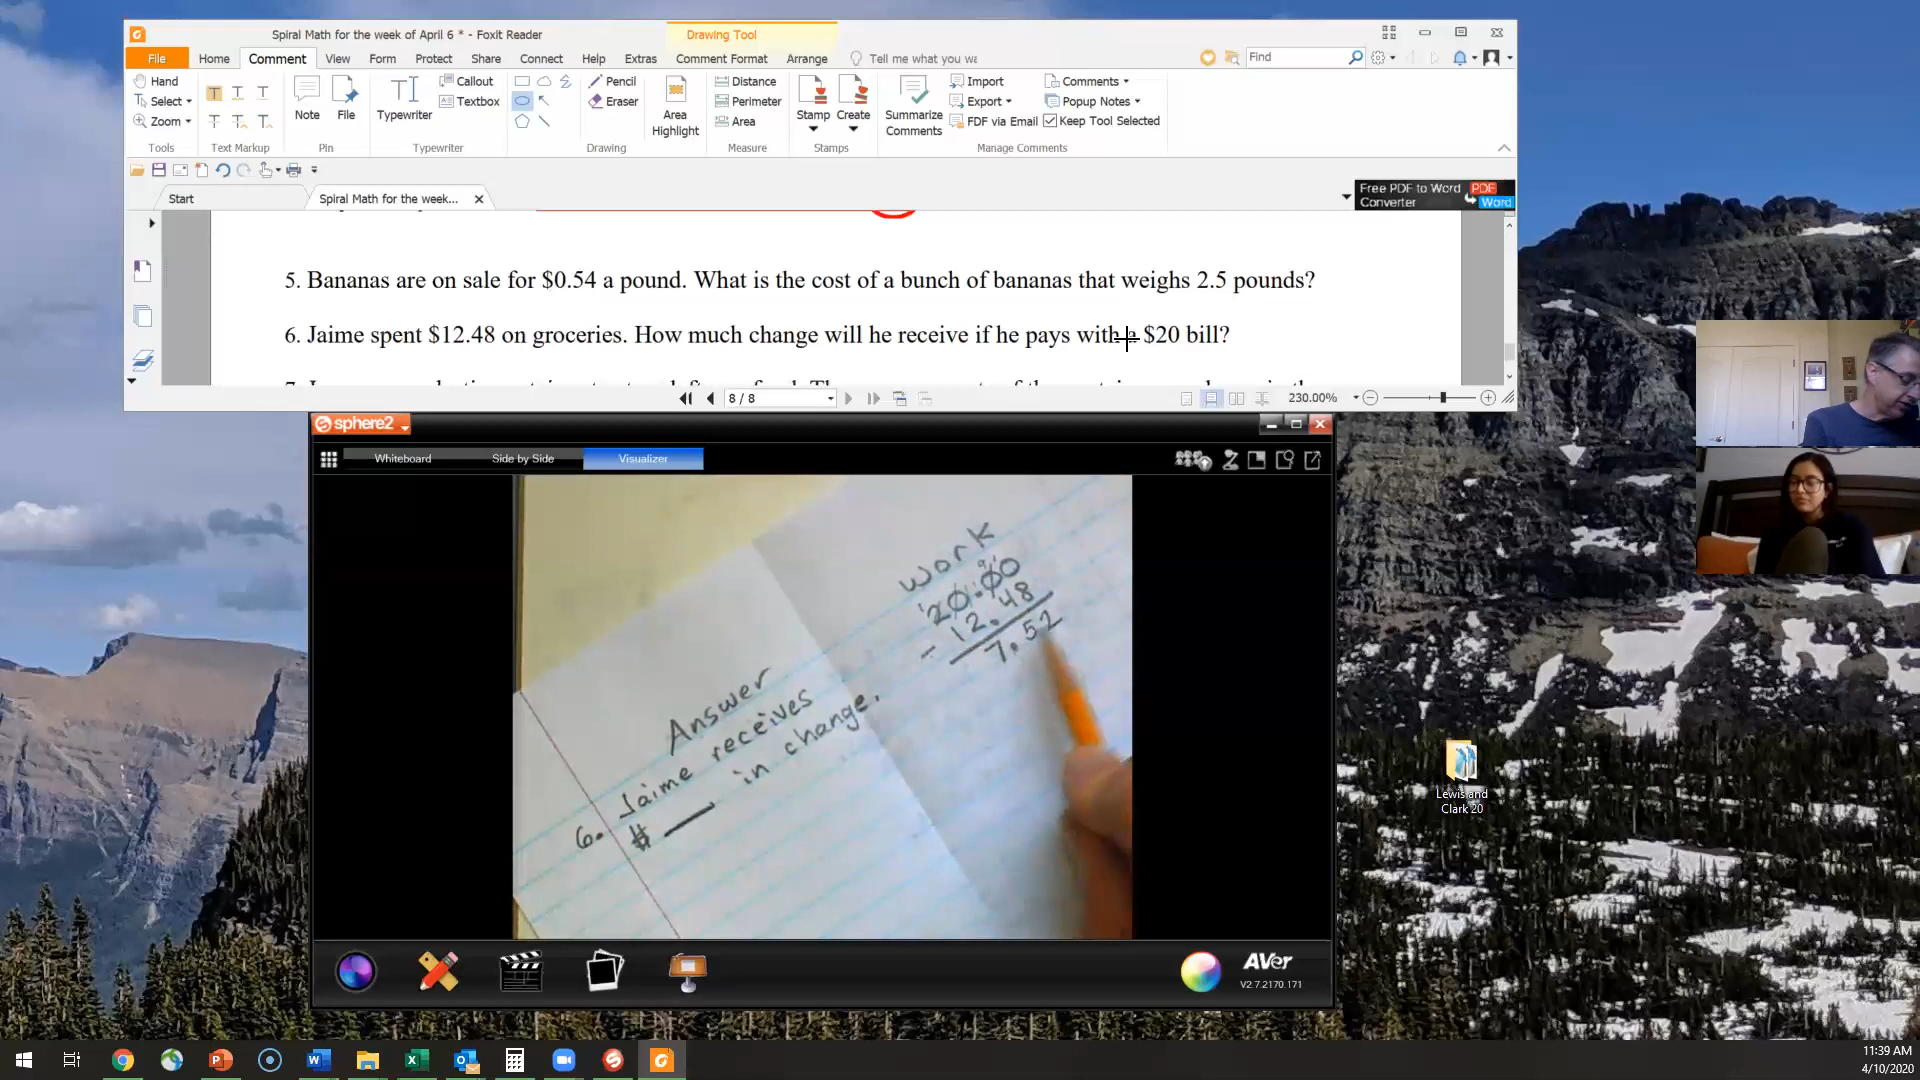 Spiral Math for the week of April 6 * - Foxit Reader
Drawing Tool
File Home Comment View Form Protect Share Connect Help Extras Comment Format Arrange Tell me what you wa Find
Hand
Select
Zoom
Tools
Text Markup
Note
File
Pin
Typewriter
Callout
Textbox
Typewriter
Pencil
Eraser
Drawing
Area Highlight
Distance
Perimeter
Area
Measure
Stamp
Create
Stamps
Summarize Comments
Import
Export
FDF via Email
Comments
Popup Notes
Keep Tool Selected
Manage Comments
Start
Spiral Math for the week...
Free PDF to Word
Converter
PDF
Word
5. Bananas are on sale for $0.54 a pound. What is the cost of a bunch of bananas that weighs 2.5 pounds?
6. Jaime spent $12.48 on groceries. How much change will he receive if he pays with a $20 bill?
8 / 8
230.00%
sphere2
Whiteboard Side by Side Visualizer
Work
20.00
- 12.48
7.52
Answer
6. Jaime receives
$ __ in change.
AVer
V2.7.2170.171
Lewis and
Clark 20
11:39 AM
4/10/2020